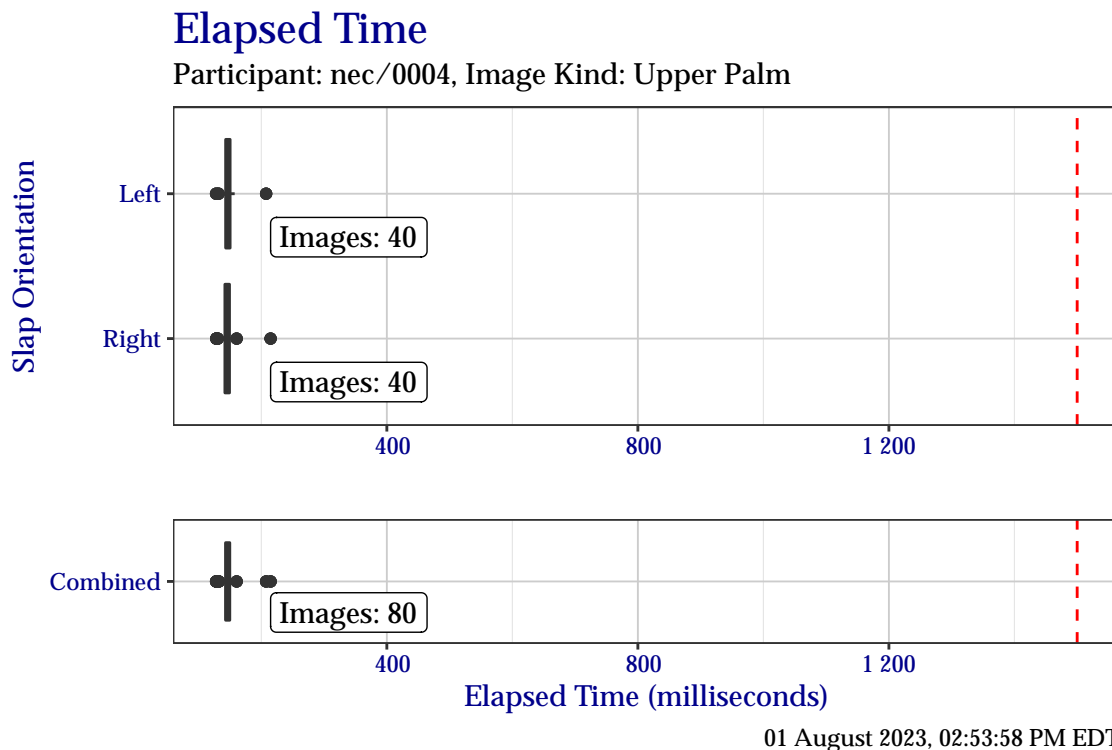 Elapsed Time
Participant: nec/0004, Image Kind: Upper Palm
Slap Orientation
Left
Images: 40
Right
Images: 40
400 800 1 200
Combined
Images: 80
400 800 1 200
Elapsed Time (milliseconds)
01 August 2023, 02:53:58 PM EDT